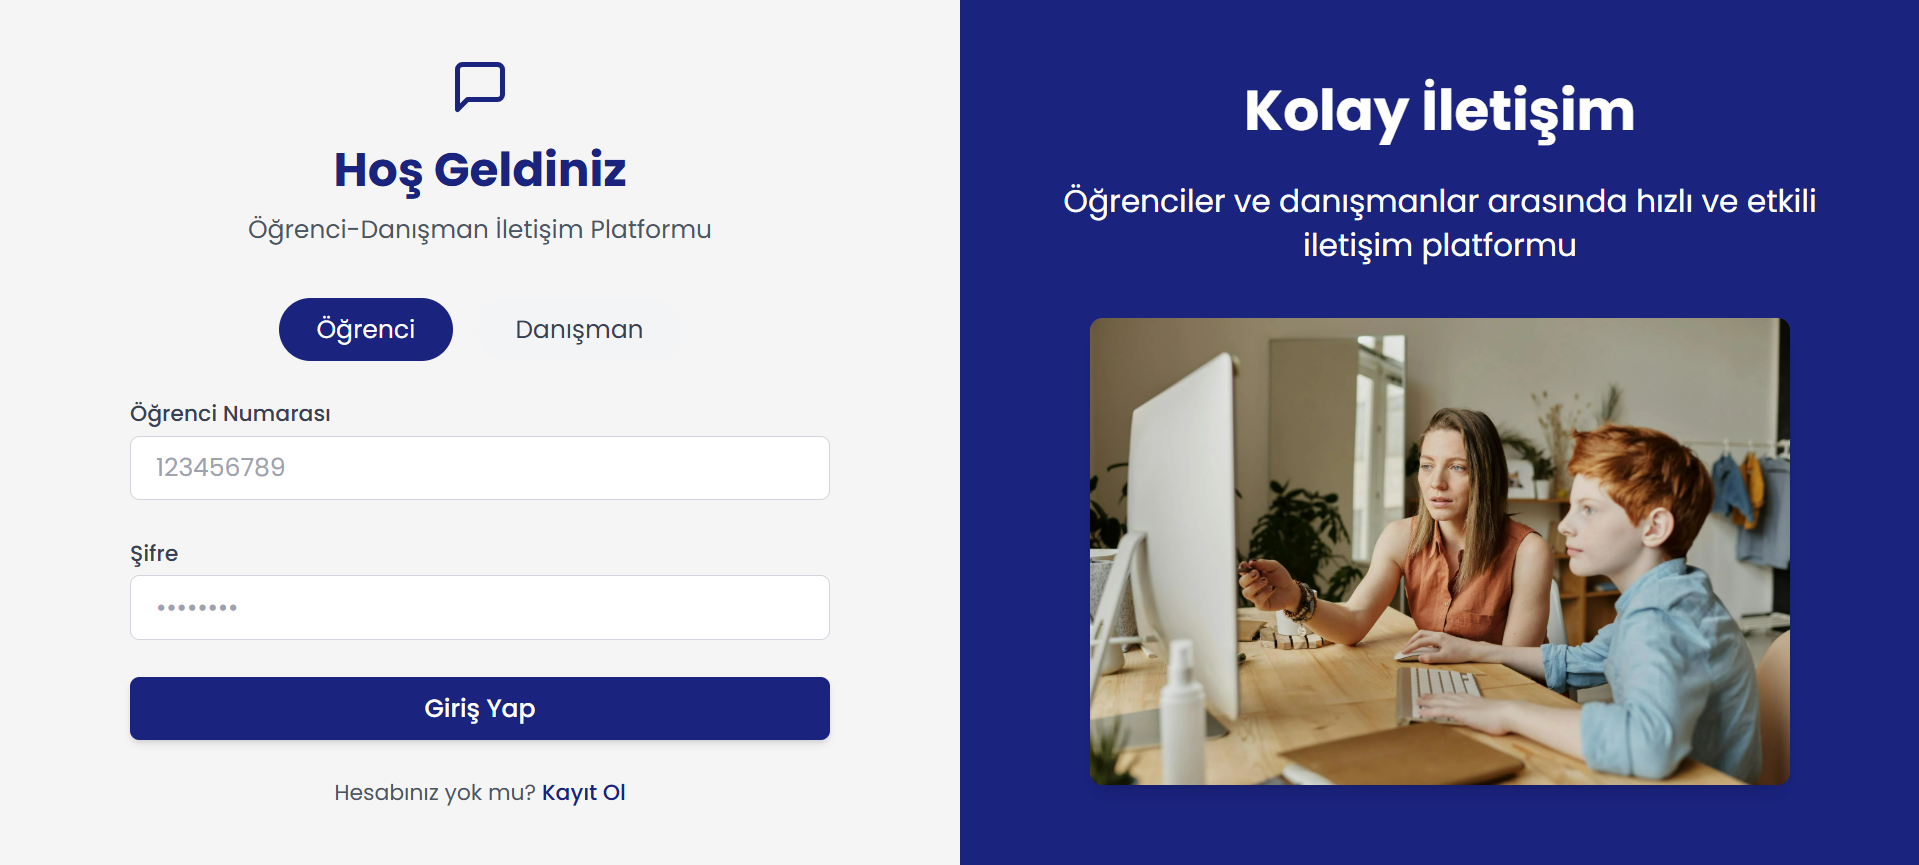 Hoş Geldiniz
Öğrenci-Danışman İletişim Platformu
Öğrenci
Danışman
Öğrenci Numarası
123456789
Şifre
••••••••
Giriş Yap
Hesabınız yok mu? Kayıt Ol
Kolay İletişim
Öğrenciler ve danışmanlar arasında hızlı ve etkili
iletişim platformu